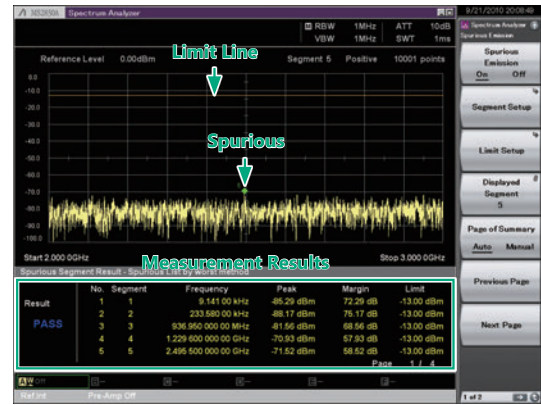 MS2850A Spectrum Analyzer
9/21/2010 20:08:49
RBW 1MHz ATT 10dB
VBW 1MHz SWT 1ms
Spectrum Analyzer
Spurious Emission
Reference Level 0.00dBm Limit Line Segment 5 Positive 10001 points
Spurious
Emission
On Off
0.0
-10.0
-20.0
-30.0
-40.0
-50.0
-60.0
-70.0
-80.0
-90.0
-100.0
Spurious
5
Segment Setup
Limit Setup
Displayed
Segment
5
Page of Summary
Auto Manual
Previous Page
Next Page
Start 2.000 0GHz Stop 3.000 0GHz
Measurement Results
Spurious Segment Result - Spurious List by worst method
No. Segment Frequency Peak Margin Limit
Result 1 1 9.141 00 kHz -85.29 dBm 72.29 dB -13.00 dBm
PASS 2 2 233.580 00 kHz -88.17 dBm 75.17 dB -13.00 dBm
3 3 936.950 000 00 MHz -81.56 dBm 68.56 dB -13.00 dBm
4 4 1.229 600 000 00 GHz -70.93 dBm 57.93 dB -13.00 dBm
5 5 2.495 500 000 00 GHz -71.52 dBm 58.52 dB -13.00 dBm
Page 1 / 4
Off
Ref.Int Pre-Amp Off
1 of 2